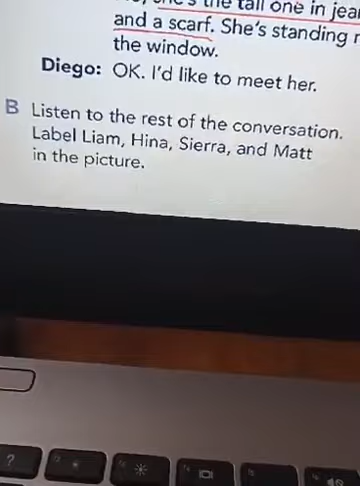 the tall one in
and a scarf. She's standing
the window.
Diego: OK. I'd like to meet her.
B Listen to the rest of the conversation.
Label Liam, Hina, Sierra, and Matt
in the picture.
?